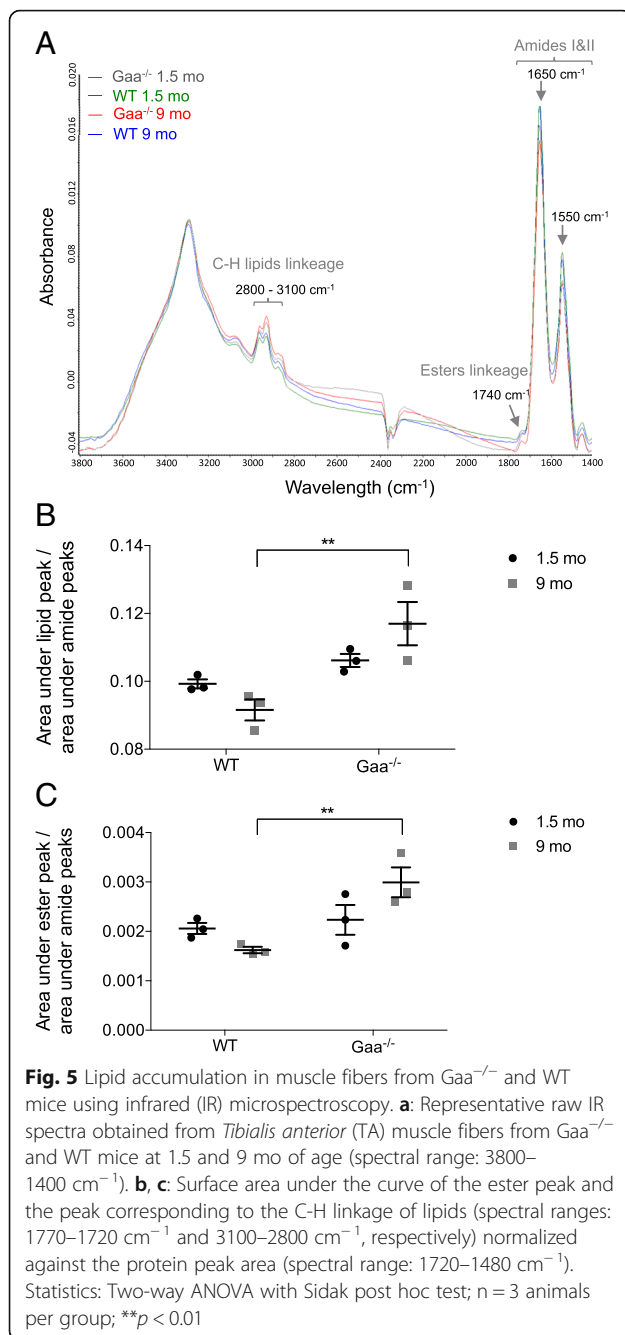 A
Amides I&II
1650 cm⁻¹
Gaa⁻/⁻ 1.5 mo
WT 1.5 mo
Gaa⁻/⁻ 9 mo
WT 9 mo
1550 cm⁻¹
C-H lipids linkeage
2800 - 3100 cm⁻¹
Esters linkeage
1740 cm⁻¹
Absorbance
0.020
0.016
0.012
0.008
0.04
0.00
-0.04
3800 3600 3400 3200 3000 2800 2600 2400 2200 2000 1800 1600 1400
Wavelength (cm⁻¹)
B
Area under lipid peak /
area under amide peaks
0.14
0.12
0.10
0.08
**
1.5 mo
9 mo
WT Gaa⁻/⁻
C
Area under ester peak /
area under amide peaks
0.004
0.003
0.002
0.001
0.000
**
1.5 mo
9 mo
WT Gaa⁻/⁻
Fig. 5 Lipid accumulation in muscle fibers from Gaa⁻/⁻ and WT
mice using infrared (IR) microspectroscopy. a: Representative raw IR
spectra obtained from Tibialis anterior (TA) muscle fibers from Gaa⁻/⁻
and WT mice at 1.5 and 9 mo of age (spectral range: 3800–
1400 cm⁻¹). b, c: Surface area under the curve of the ester peak and
the peak corresponding to the C-H linkage of lipids (spectral ranges:
1770–1720 cm⁻¹ and 3100–2800 cm⁻¹, respectively) normalized
against the protein peak area (spectral range: 1720–1480 cm⁻¹).
Statistics: Two-way ANOVA with Sidak post hoc test; n = 3 animals
per group; **p < 0.01